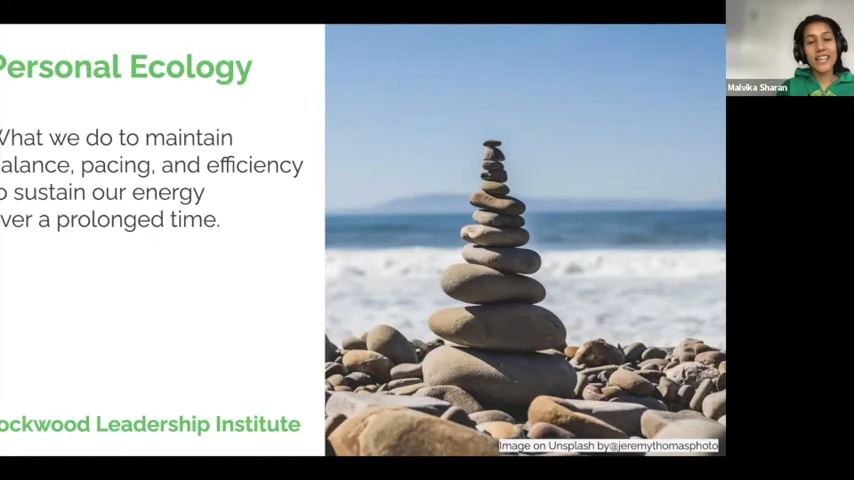 Personal Ecology
What we do to maintain
balance, pacing, and efficiency
to sustain our energy
over a prolonged time.
Rockwood Leadership Institute
Image on Unsplash by@jeremythomasphoto
Malvika Sharan